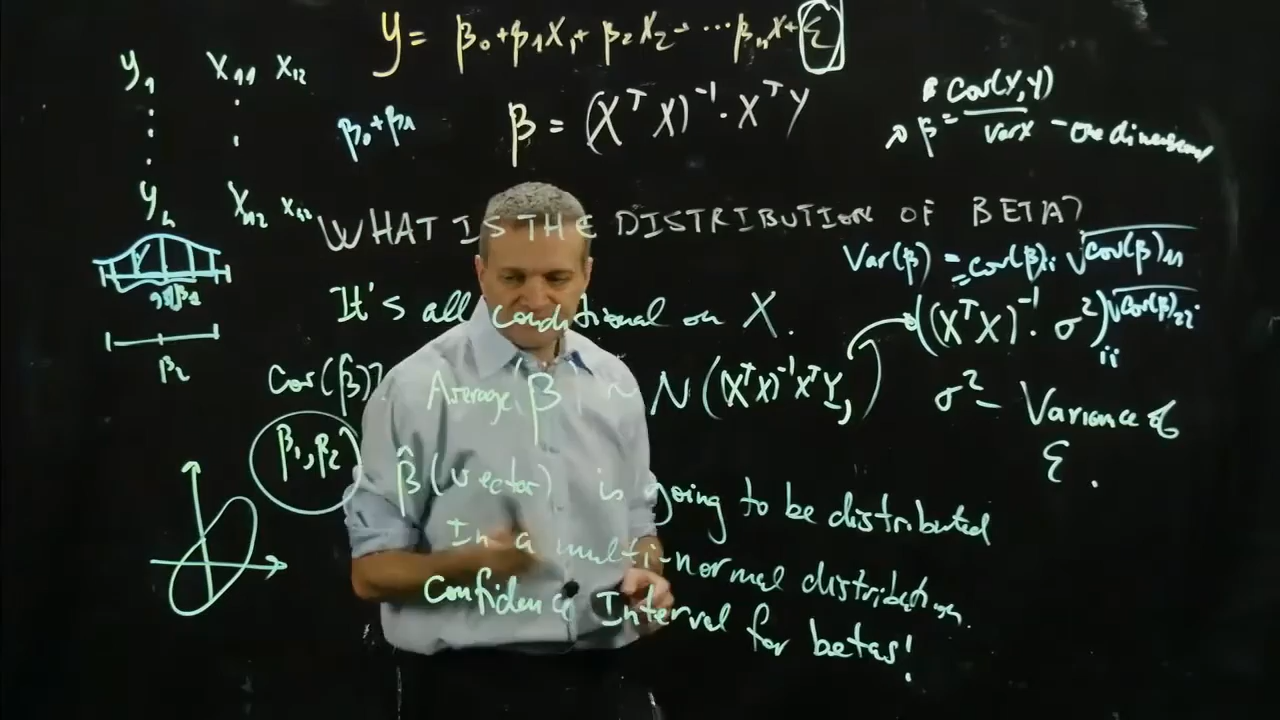 y = β₀+β₁X₁+ β₂X₂+ ⋯ βₙX+ ε
y₁ X₁₁ X₁₂
β₀+β₁
β = (XᵀX)⁻¹ · XᵀY
β = Cov(X,Y) / Var X - one dimensional
yₙ Xₙ₂ Xₙ₂
WHAT IS THE DISTRIBUTION OF BETA?
Var(β) = Cov(β)ᵢᵢ √Cov(β)₁₁
It's all conditional on X.
((XᵀX)⁻¹ · σ²)ᵢᵢ √Cov(β)₂₂
β₂
Cov(β)?
Average(β) ~ N((XᵀX)⁻¹XᵀY,
σ² - Variance of
ε.
β₁,β₂
β̂(vector) is going to be distributed
In a multi-normal distribution.
Confidence Interval for betas!